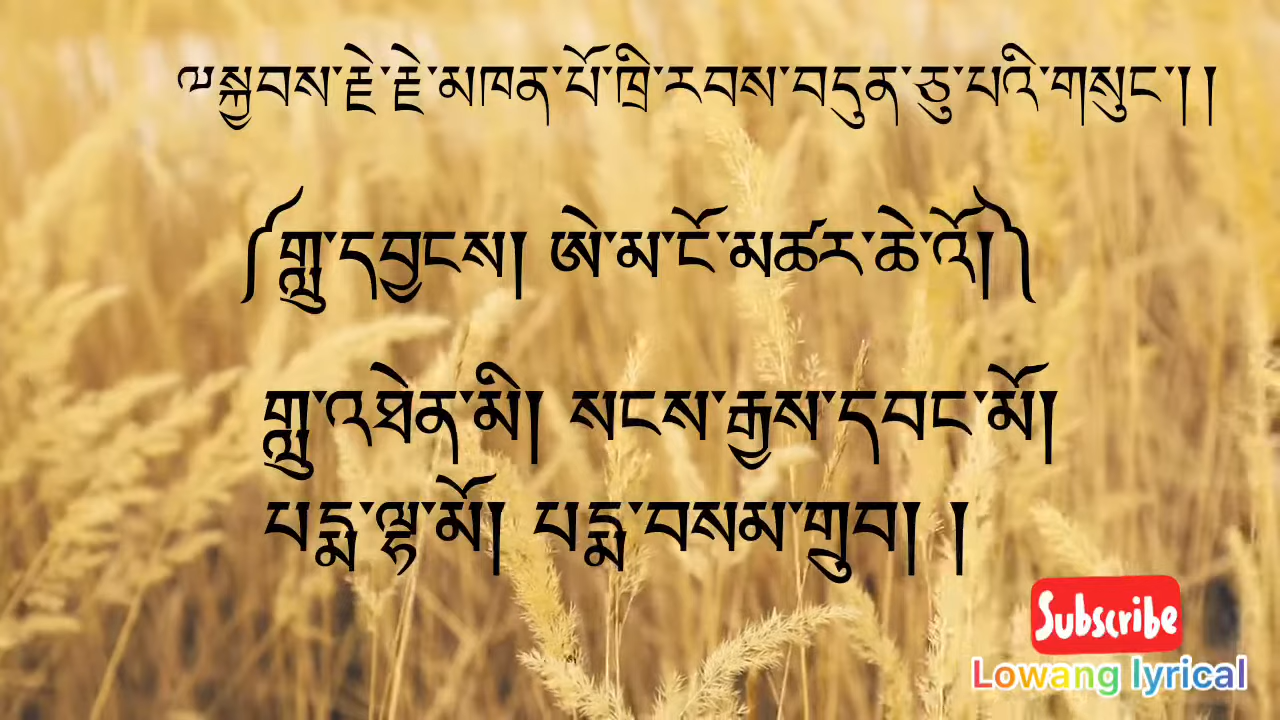 ༸སྐྱབས་རྗེ་རྗེ་མཁན་པོ་ཁྲི་རབས་བདུན་ཅུ་པའི་གསུང་།།
༼གླུ་དབྱངས། ཨེ་མ་ངོ་མཚར་ཆེ་འོ།༽
གླུ་འཐེན་མི། སངས་རྒྱས་དབང་མོ།
པདྨ་ལྷ་མོ། པདྨ་བསམ་གྲུབ། །
Subscribe
Lowang lyrical